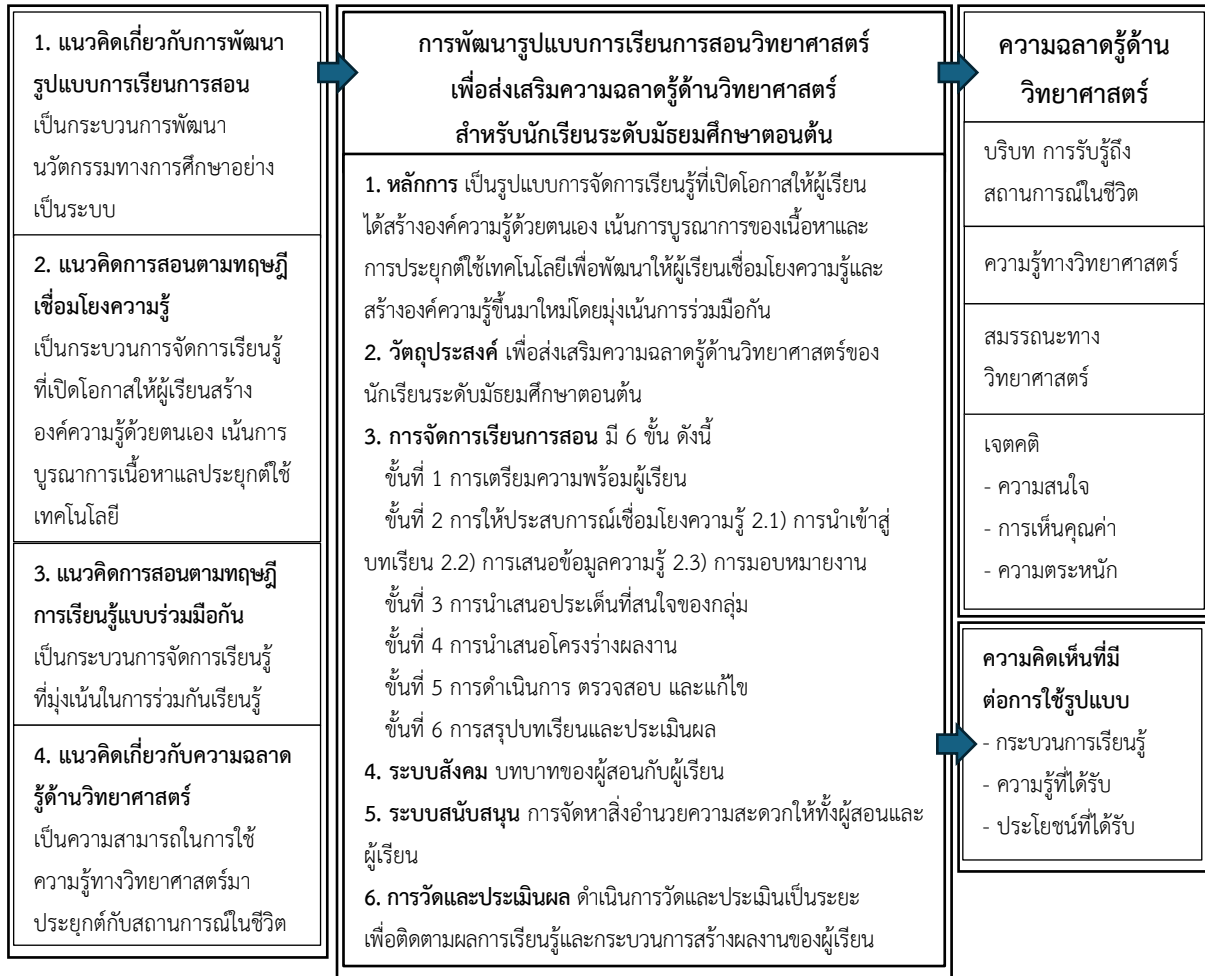 1. แนวคิดเกี่ยวกับการพัฒนา
รูปแบบการเรียนการสอน
เป็นกระบวนการพัฒนา
นวัตกรรมทางการศึกษาอย่าง
เป็นระบบ
2. แนวคิดการสอนตามทฤษฎี
เชื่อมโยงความรู้
เป็นกระบวนการจัดการเรียนรู้
ที่เปิดโอกาสให้ผู้เรียนสร้าง
องค์ความรู้ด้วยตนเอง เน้นการ
บูรณาการเนื้อหาแลประยุกต์ใช้
เทคโนโลยี
3. แนวคิดการสอนตามทฤษฎี
การเรียนรู้แบบร่วมมือกัน
เป็นกระบวนการจัดการเรียนรู้
ที่มุ่งเน้นในการร่วมกันเรียนรู้
4. แนวคิดเกี่ยวกับความฉลาด
รู้ด้านวิทยาศาสตร์
เป็นความสามารถในการใช้
ความรู้ทางวิทยาศาสตร์มา
ประยุกต์กับสถานการณ์ในชีวิต
การพัฒนารูปแบบการเรียนการสอนวิทยาศาสตร์
เพื่อส่งเสริมความฉลาดรู้ด้านวิทยาศาสตร์
สำหรับนักเรียนระดับมัธยมศึกษาตอนต้น
1. หลักการ เป็นรูปแบบการจัดการเรียนรู้ที่เปิดโอกาสให้ผู้เรียน
ได้สร้างองค์ความรู้ด้วยตนเอง เน้นการบูรณาการของเนื้อหาและ
การประยุกต์ใช้เทคโนโลยีเพื่อพัฒนาให้ผู้เรียนเชื่อมโยงความรู้และ
สร้างองค์ความรู้ขึ้นมาใหม่โดยมุ่งเน้นการร่วมมือกัน
2. วัตถุประสงค์ เพื่อส่งเสริมความฉลาดรู้ด้านวิทยาศาสตร์ของ
นักเรียนระดับมัธยมศึกษาตอนต้น
3. การจัดการเรียนการสอน มี 6 ขั้น ดังนี้
ขั้นที่ 1 การเตรียมความพร้อมผู้เรียน
ขั้นที่ 2 การให้ประสบการณ์เชื่อมโยงความรู้ 2.1) การนำเข้าสู่
บทเรียน 2.2) การเสนอข้อมูลความรู้ 2.3) การมอบหมายงาน
ขั้นที่ 3 การนำเสนอประเด็นที่สนใจของกลุ่ม
ขั้นที่ 4 การนำเสนอโครงร่างผลงาน
ขั้นที่ 5 การดำเนินการ ตรวจสอบ และแก้ไข
ขั้นที่ 6 การสรุปบทเรียนและประเมินผล
4. ระบบสังคม บทบาทของผู้สอนกับผู้เรียน
5. ระบบสนับสนุน การจัดหาสิ่งอำนวยความสะดวกให้ทั้งผู้สอนและ
ผู้เรียน
6. การวัดและประเมินผล ดำเนินการวัดและประเมินเป็นระยะ
เพื่อติดตามผลการเรียนรู้และกระบวนการสร้างผลงานของผู้เรียน
ความฉลาดรู้ด้าน
วิทยาศาสตร์
บริบท การรับรู้ถึง
สถานการณ์ในชีวิต
ความรู้ทางวิทยาศาสตร์
สมรรถนะทาง
วิทยาศาสตร์
เจตคติ
- ความสนใจ
- การเห็นคุณค่า
- ความตระหนัก
ความคิดเห็นที่มี
ต่อการใช้รูปแบบ
- กระบวนการเรียนรู้
- ความรู้ที่ได้รับ
- ประโยชน์ที่ได้รับ